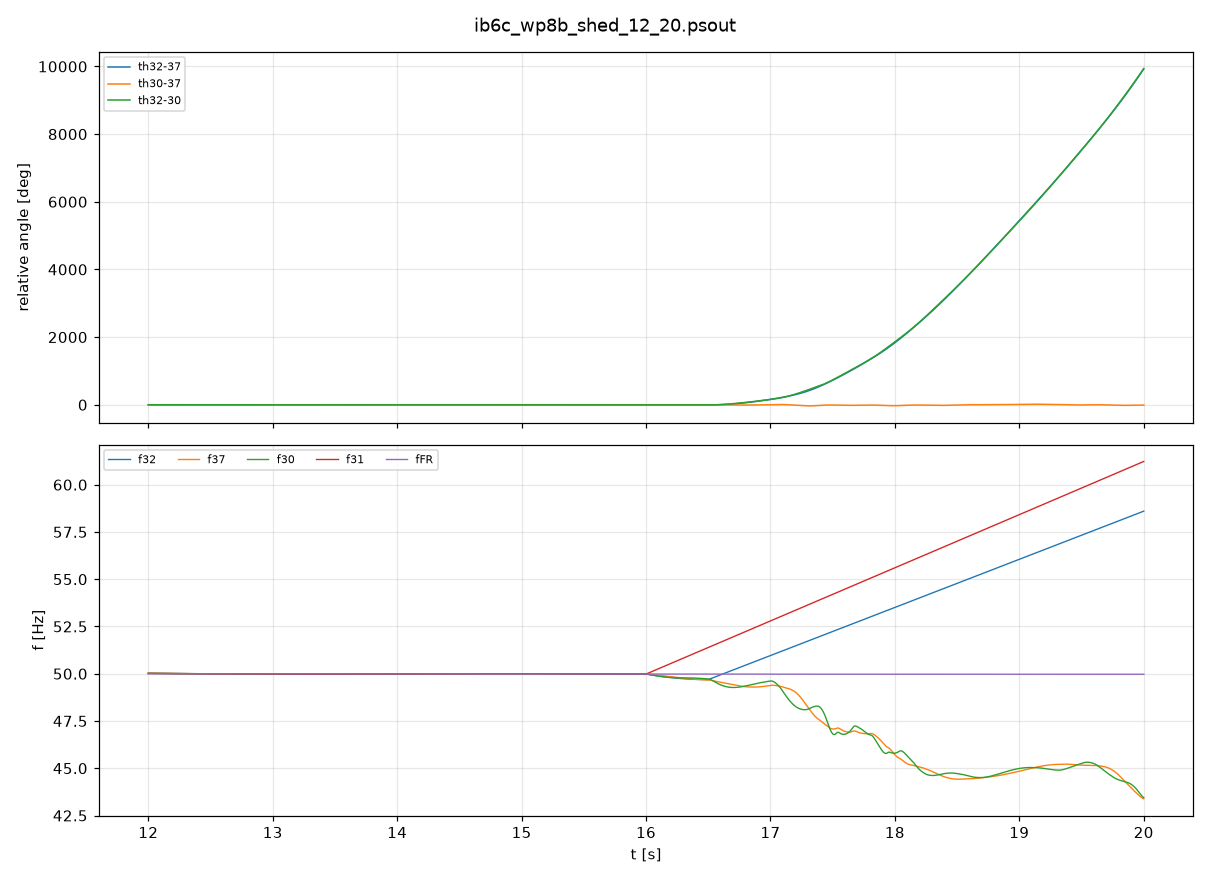 ib6c_wp8b_shed_12_20.psout
10000
8000
6000
4000
2000
0
relative angle [deg]
th32-37
th30-37
th32-30
f32 f37 f30 f31 fFR
60.0
57.5
55.0
52.5
50.0
47.5
45.0
42.5
f [Hz]
12 13 14 15 16 17 18 19 20
t [s]